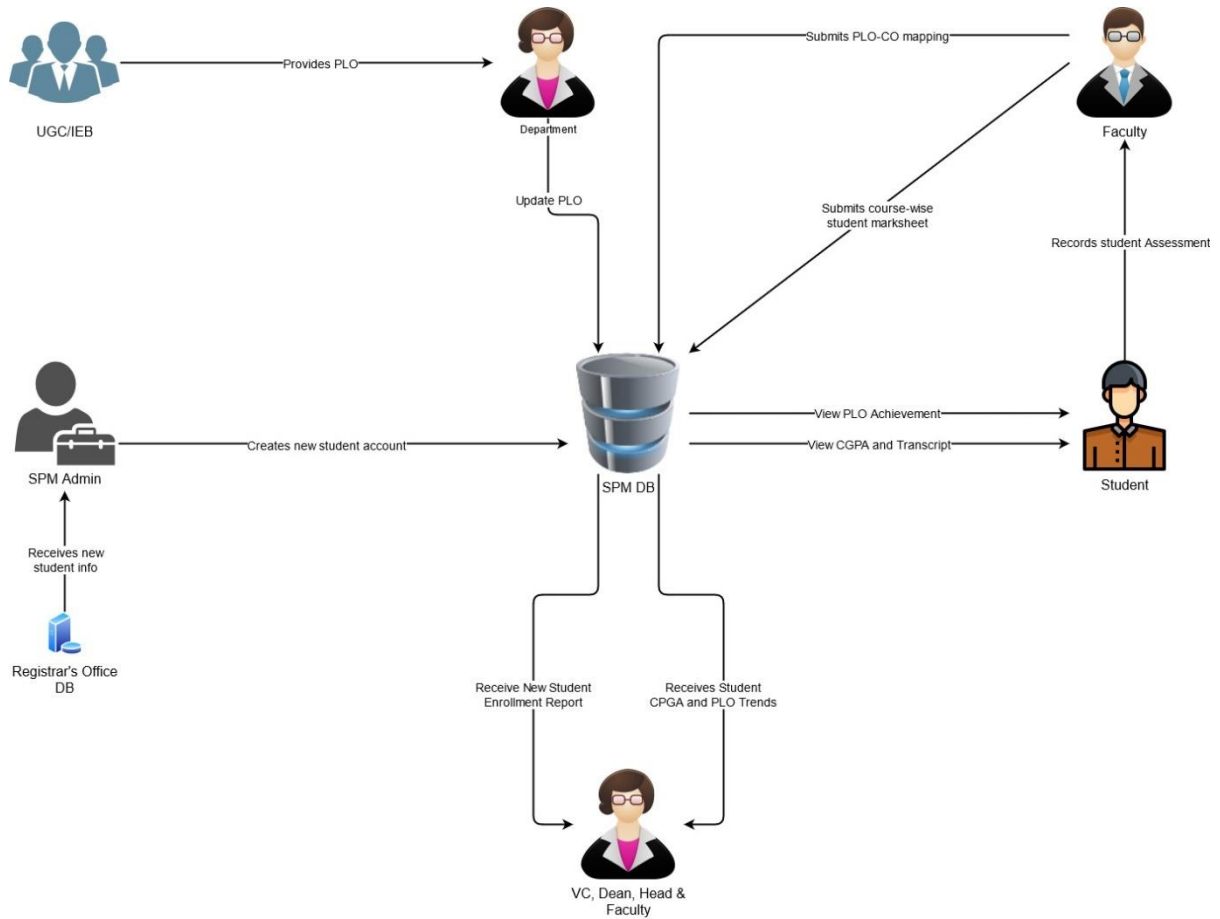 Submits PLO-CO mapping
Provides PLO
UGC/IEB
Department
Faculty
Update PLO
Submits course-wise
student marksheet
Records student Assessment
View PLO Achievement
Creates new student account
View CGPA and Transcript
SPM Admin
SPM DB
Student
Receives new
student info
Registrar's Office
DB
Receive New Student
Enrollment Report
Receives Student
CPGA and PLO Trends
VC, Dean, Head &
Faculty